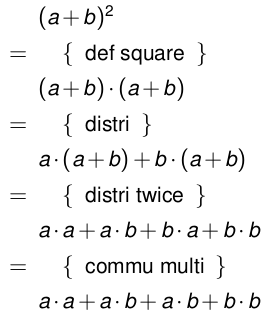 (a+b)²
= { def square }
(a+b)·(a+b)
= { distri }
a·(a+b)+b·(a+b)
= { distri twice }
a·a+a·b+b·a+b·b
= { commu multi }
a·a+a·b+a·b+b·b